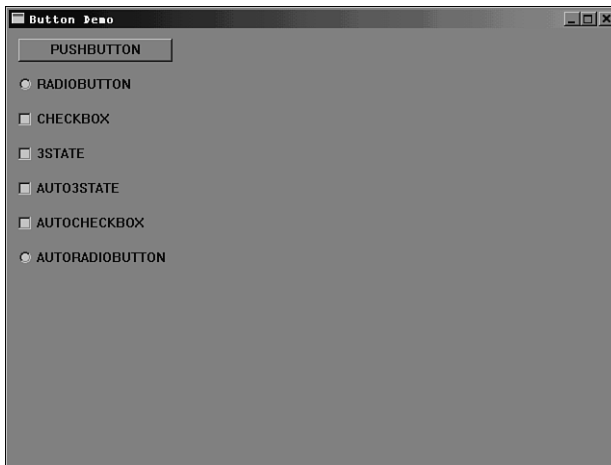 Button Demo
PUSHBUTTON
RADIOBUTTON
CHECKBOX
3STATE
AUTO3STATE
AUTOCHECKBOX
AUTORADIOBUTTON